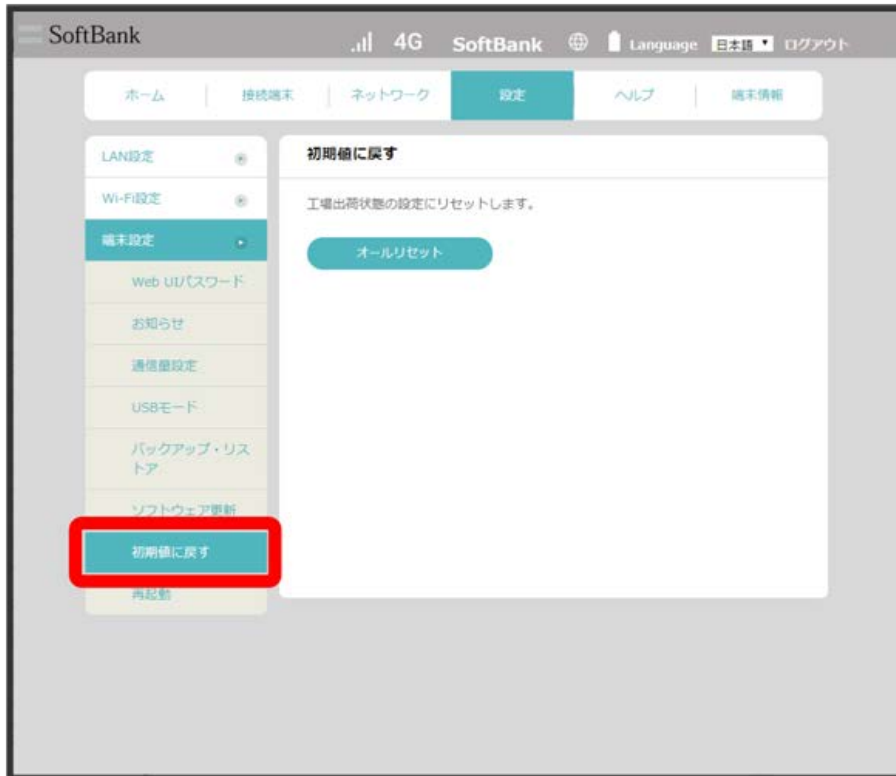 SoftBank
4G SoftBank Language 日本語 ログアウト
ホーム 接続端末 ネットワーク 設定 ヘルプ 端末情報
LAN設定
初期値に戻す
Wi-Fi設定
工場出荷状態の設定にリセットします。
端末設定
オールリセット
Web UIパスワード
お知らせ
通信量設定
USBモード
バックアップ・リス
トア
ソフトウェア更新
初期値に戻す
再起動